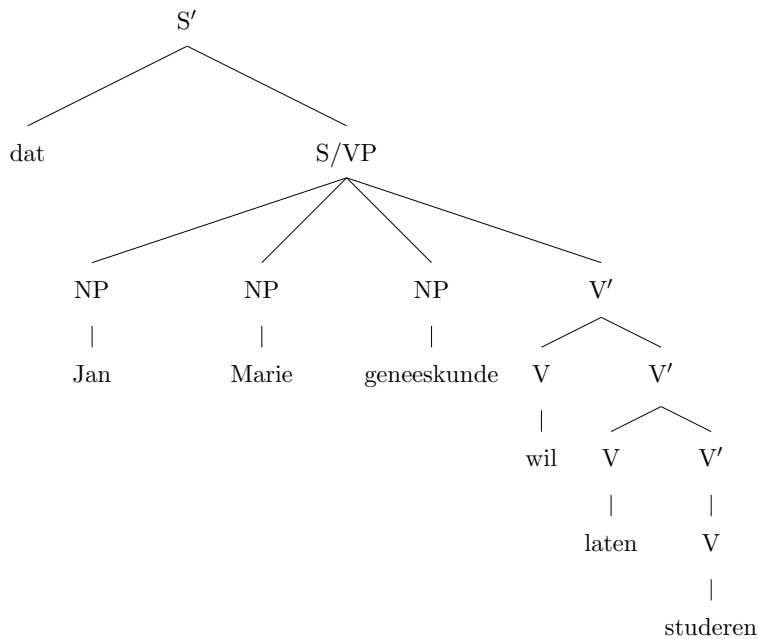 S′
dat S/VP
NP NP NP V′
Jan Marie geneeskunde V V′
wil V V′
laten V
studeren